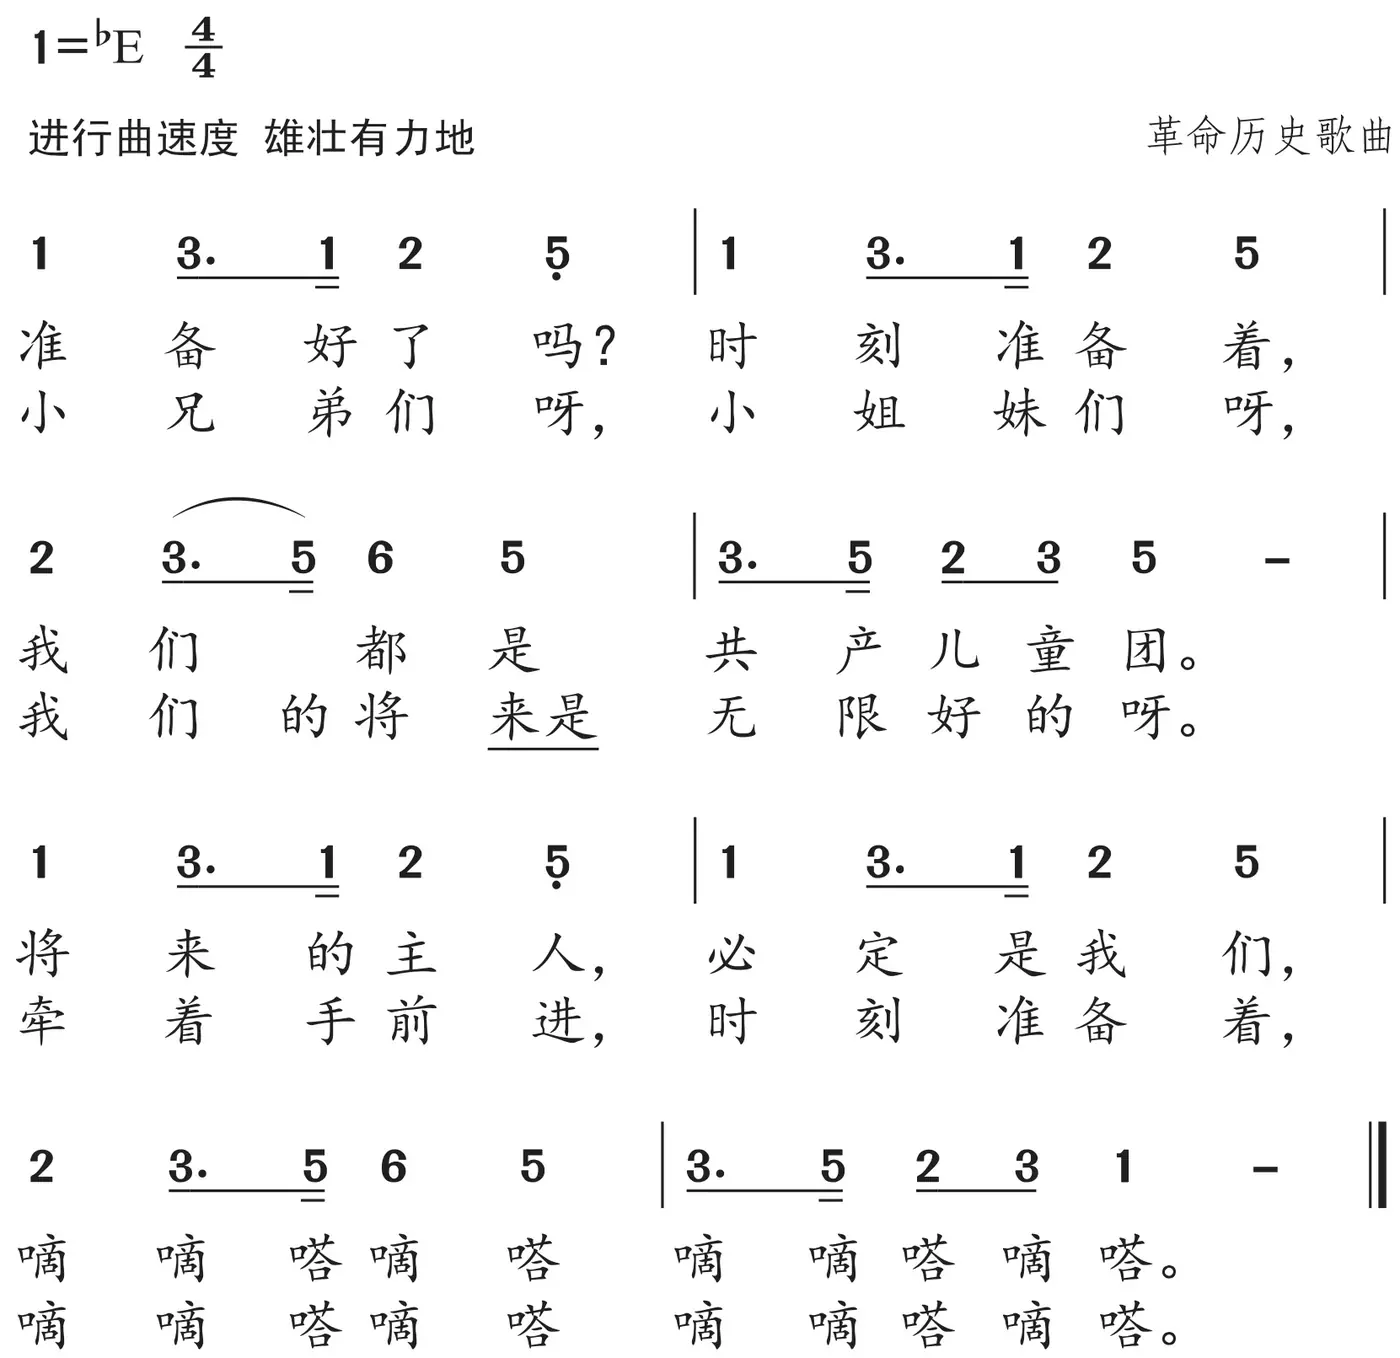 1=♭E 4/4
进行曲速度 雄壮有力地 革命历史歌曲
1 3. 1 2 5̣ | 1 3. 1 2 5 |
准 备 好 了 吗? 时 刻 准 备 着,
小 兄 弟 们 呀, 小 姐 妹 们 呀,
2 3. 5 6 5 | 3. 5 2 3 5 – |
我 们 都 是 共 产 儿 童 团。
我 们 的 将 来是 无 限 好 的 呀。
1 3. 1 2 5̣ | 1 3. 1 2 5 |
将 来 的 主 人, 必 定 是 我 们,
牵 着 手 前 进, 时 刻 准 备 着,
2 3. 5 6 5 | 3. 5 2 3 1 – ‖
嘀 嘀 嗒 嘀 嗒 嘀 嘀 嗒 嘀 嗒。
嘀 嘀 嗒 嘀 嗒 嘀 嘀 嗒 嘀 嗒。